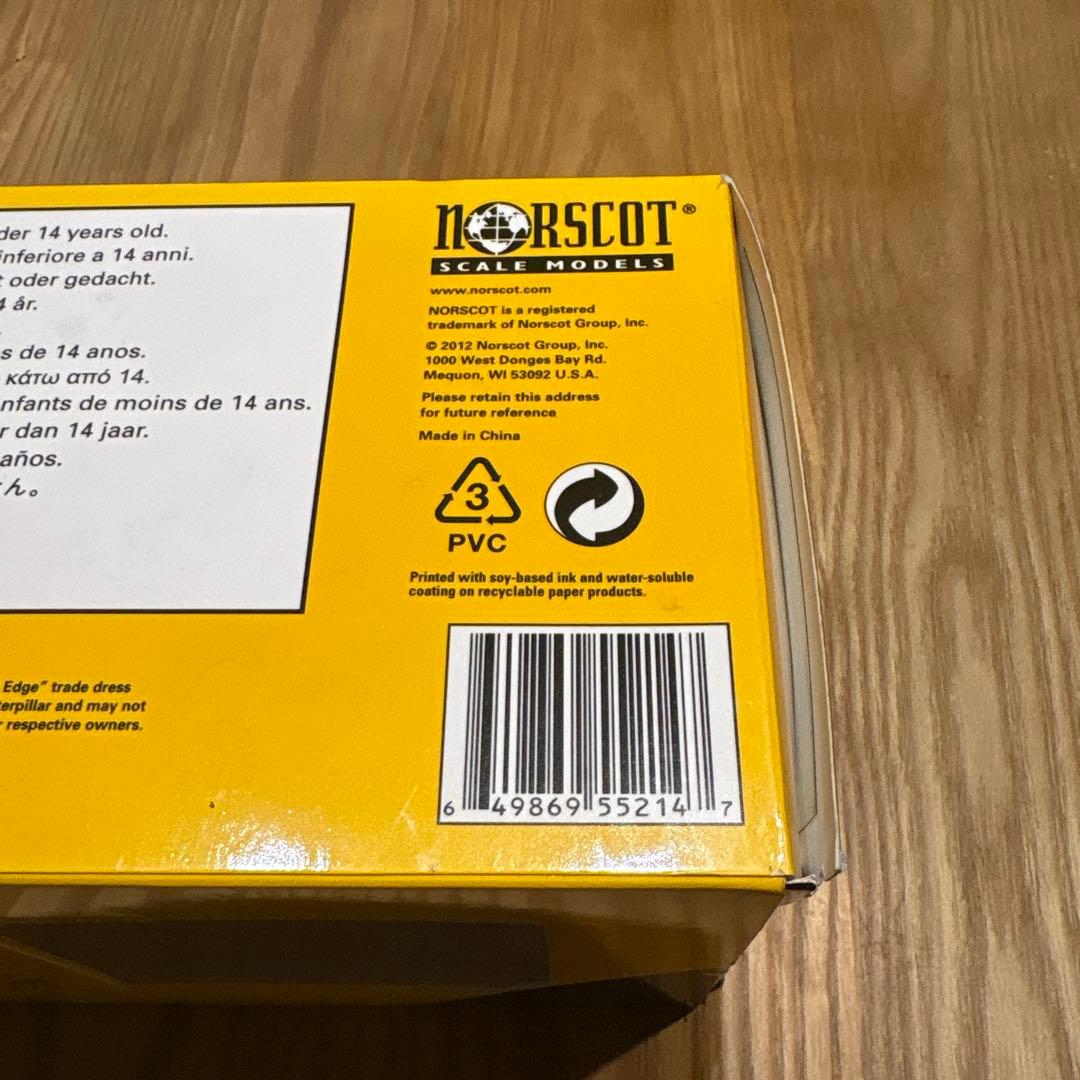 der 14 years old.
inferiore a 14 anni.
oder gedacht.
4 år.
s de 14 anos.
κάτω από 14.
nfants de moins de 14 ans.
r dan 14 jaar.
años.
ん。
Edge" trade dress
erpillar and may not
r respective owners.
NORSCOT®
SCALE MODELS
www.norscot.com
NORSCOT is a registered
trademark of Norscot Group, Inc.
© 2012 Norscot Group, Inc.
1000 West Donges Bay Rd.
Mequon, WI 53092 U.S.A.
Please retain this address
for future reference
Made in China
3
PVC
Printed with soy-based ink and water-soluble
coating on recyclable paper products.
6 49869 55214 7